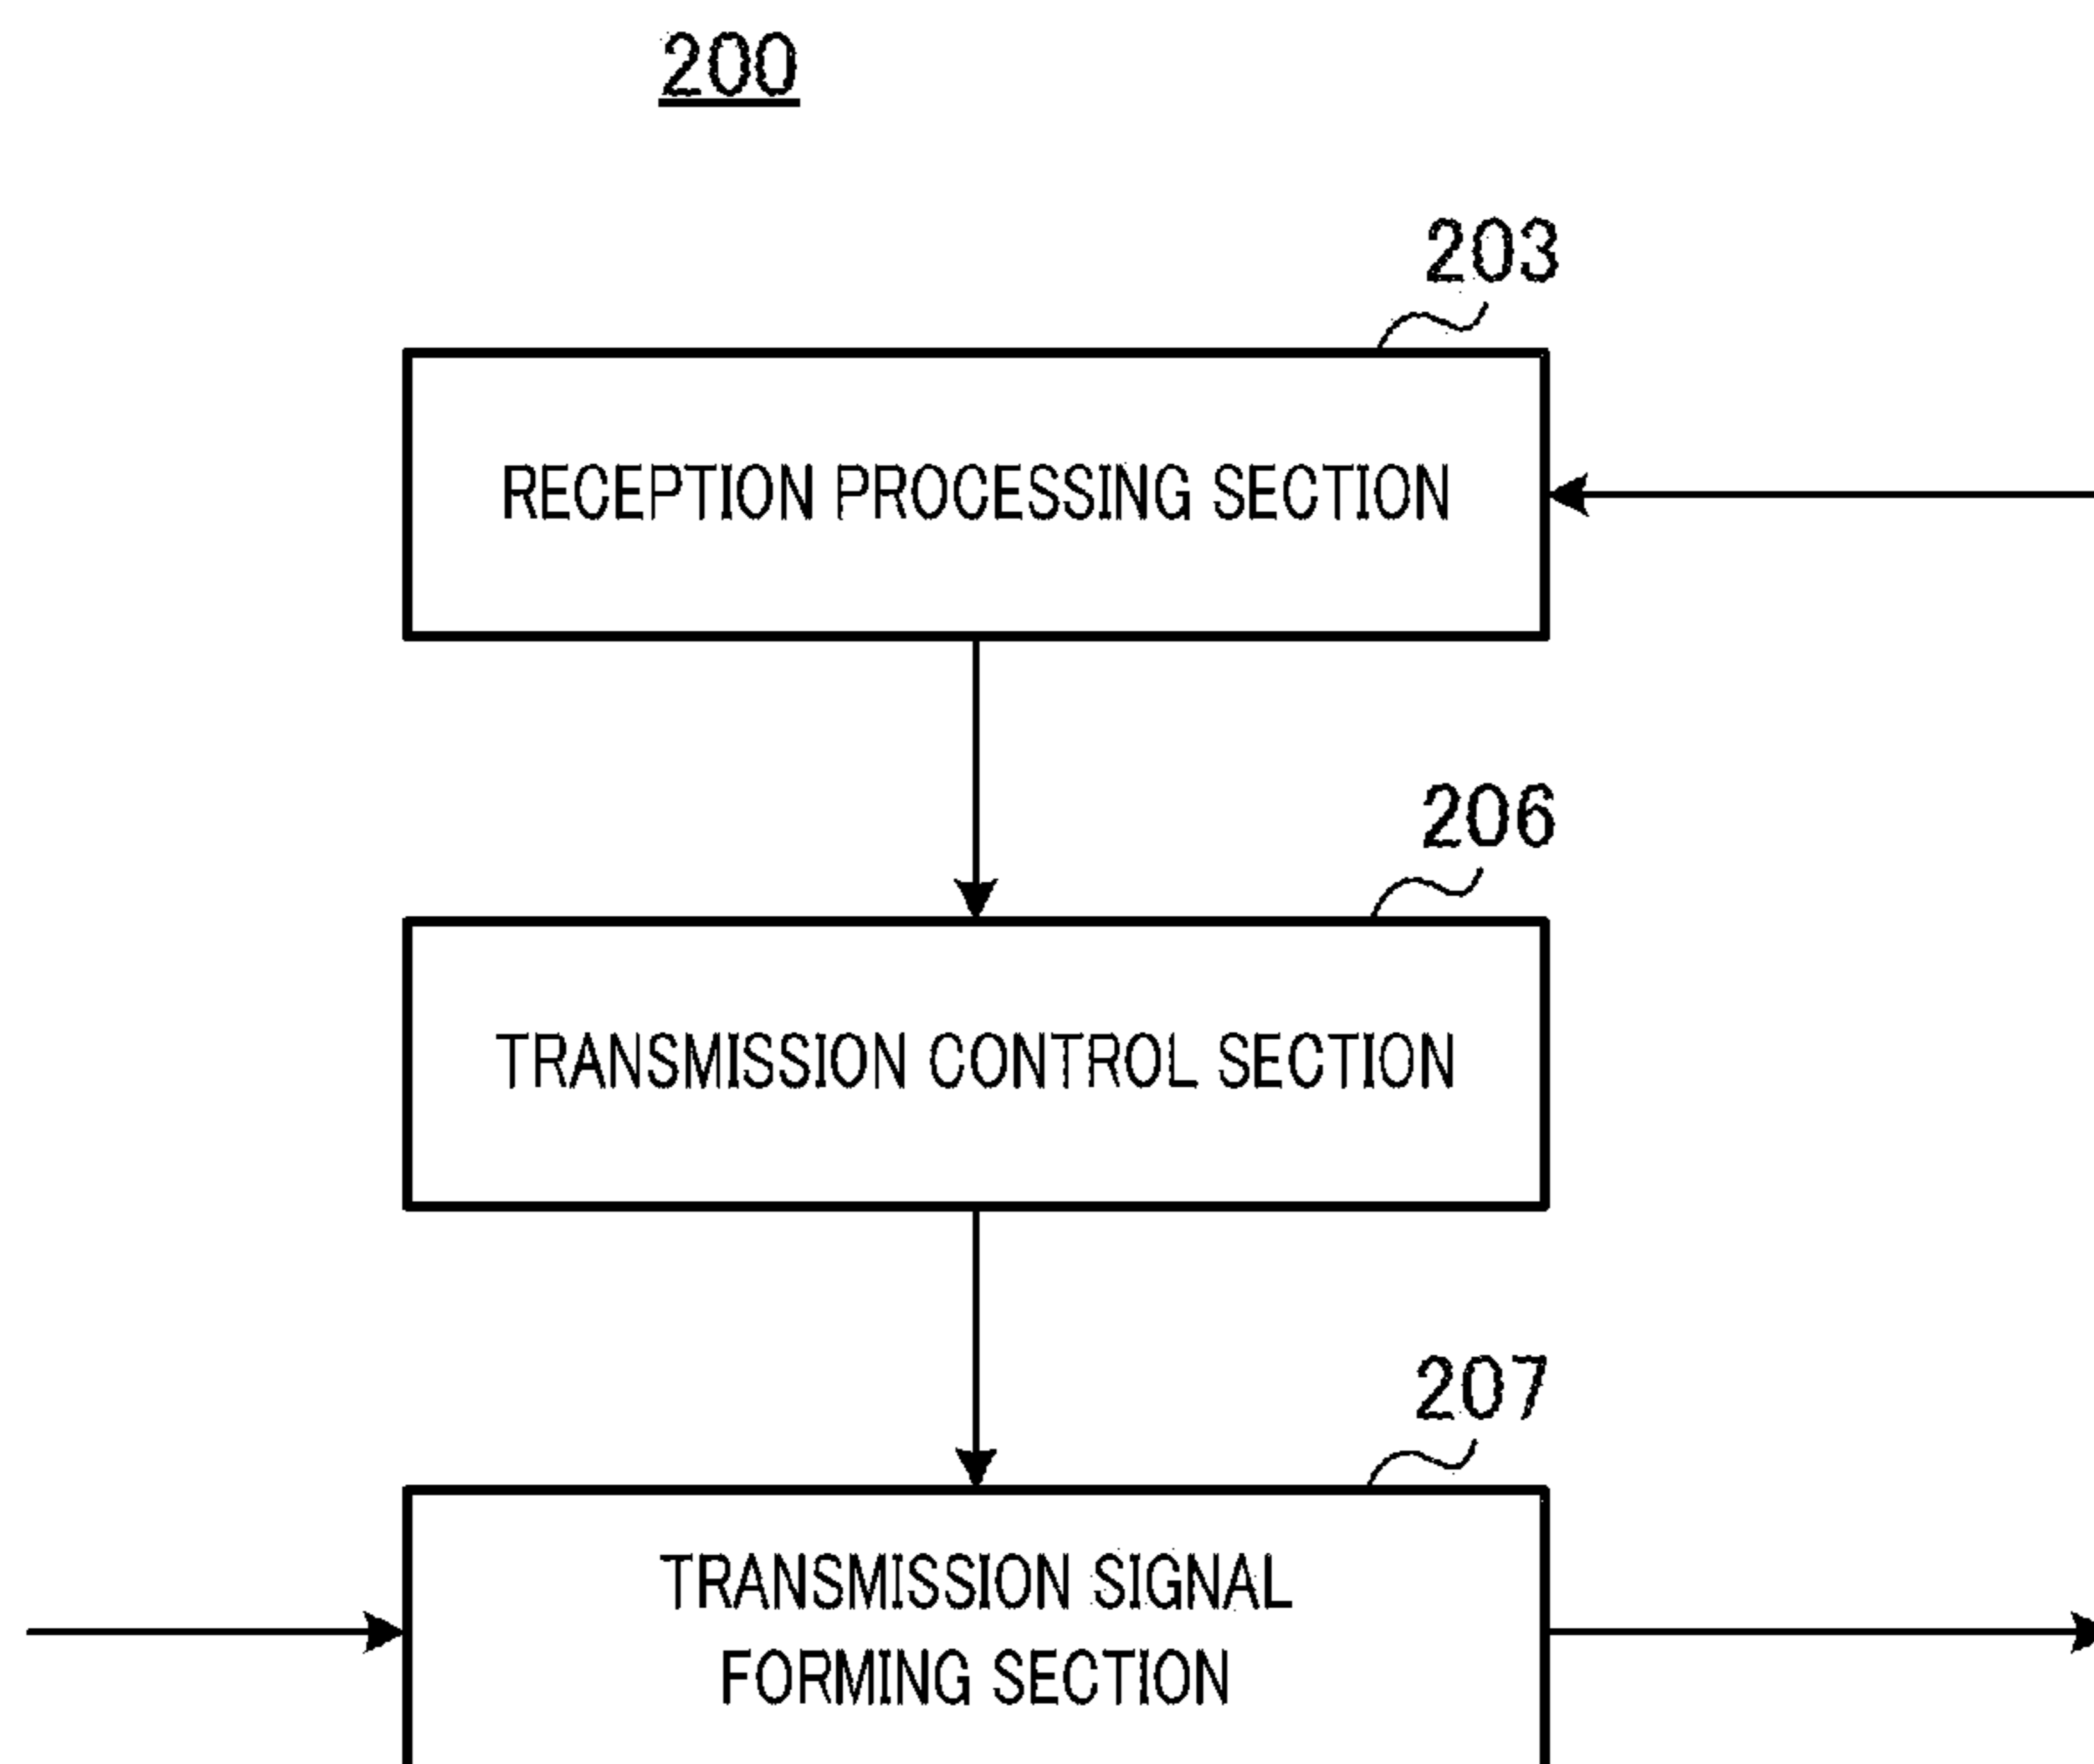 200
203
RECEPTION PROCESSING SECTION
206
TRANSMISSION CONTROL SECTION
207
TRANSMISSION SIGNAL
FORMING SECTION